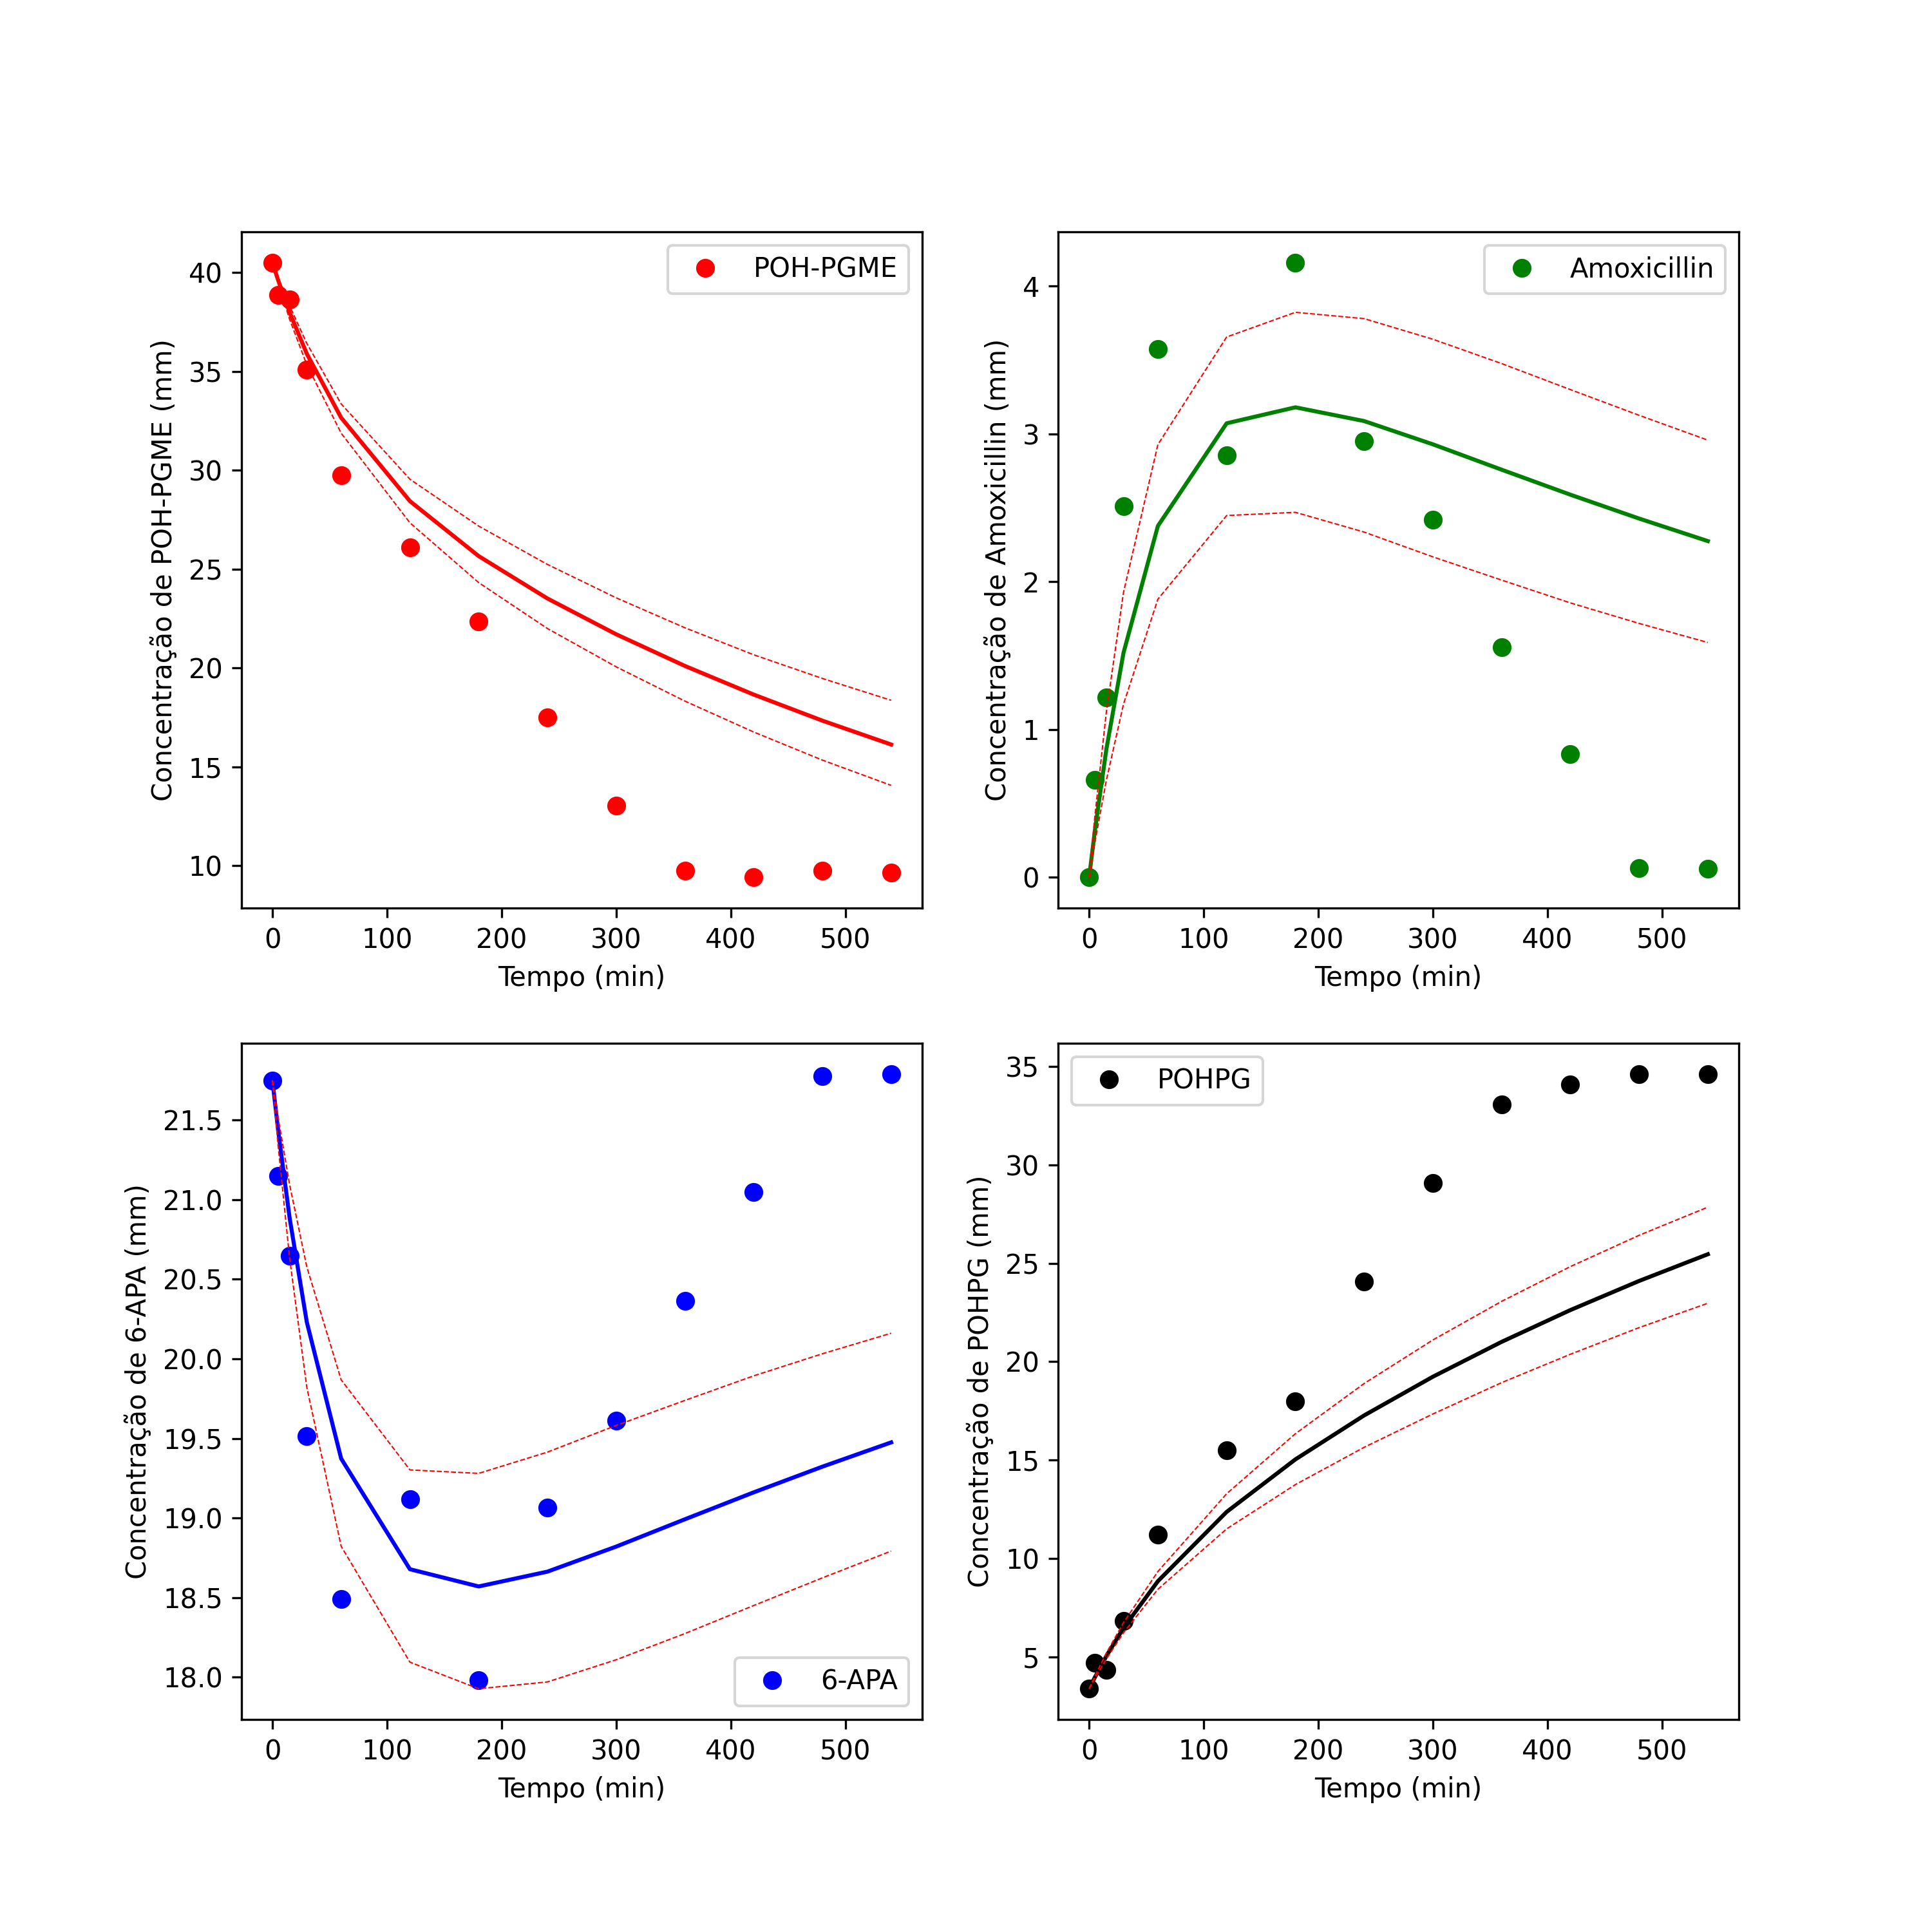 POH-PGME
Concentração de POH-PGME (mm)
40
35
30
25
20
15
10
0 100 200 300 400 500
Tempo (min)
Amoxicillin
Concentração de Amoxicillin (mm)
4
3
2
1
0
0 100 200 300 400 500
Tempo (min)
6-APA
Concentração de 6-APA (mm)
21.5
21.0
20.5
20.0
19.5
19.0
18.5
18.0
0 100 200 300 400 500
Tempo (min)
POHPG
Concentração de POHPG (mm)
35
30
25
20
15
10
5
0 100 200 300 400 500
Tempo (min)